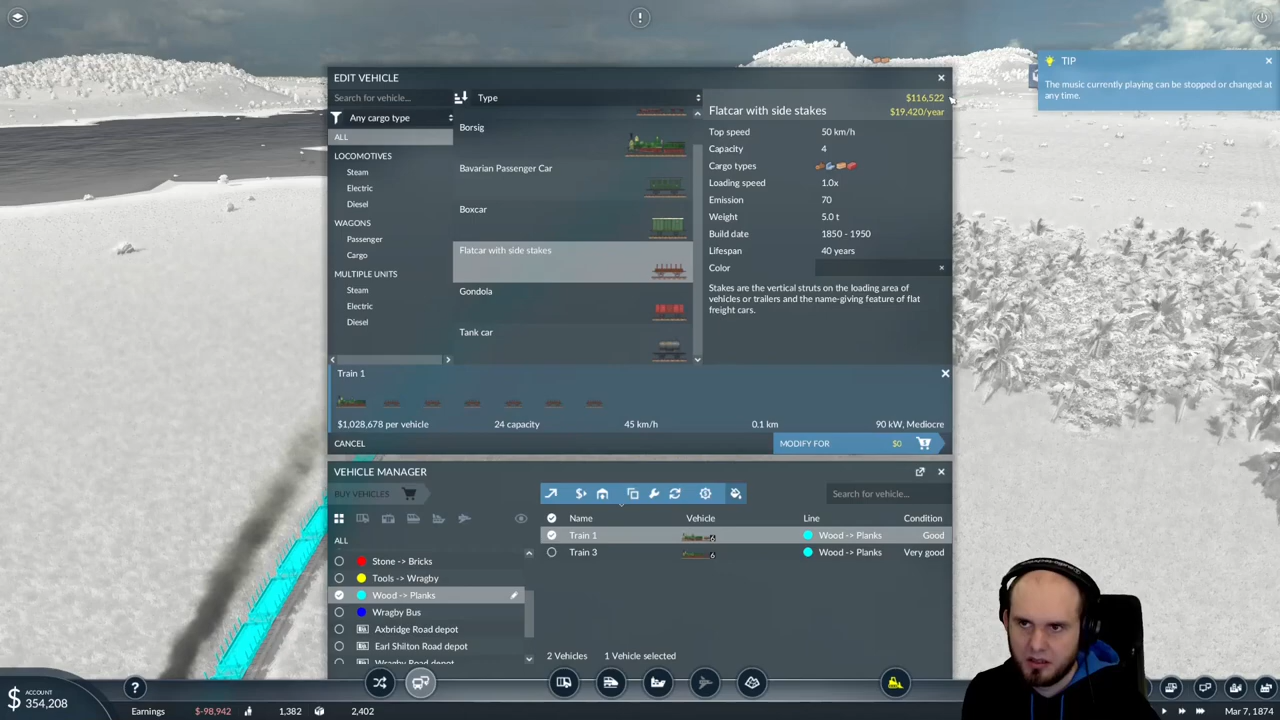 TIP
The music currently playing can be stopped or changed at
any time.
EDIT VEHICLE
Search for vehicle...
Type
Any cargo type
ALL
LOCOMOTIVES
Steam
Electric
Diesel
WAGONS
Passenger
Cargo
MULTIPLE UNITS
Steam
Electric
Diesel
Borsig
Bavarian Passenger Car
Boxcar
Flatcar with side stakes
Gondola
Tank car
$116,522
Flatcar with side stakes
$19,420/year
Top speed 50 km/h
Capacity 4
Cargo types
Loading speed 1.0x
Emission 70
Weight 5.0 t
Build date 1850 - 1950
Lifespan 40 years
Color
Stakes are the vertical struts on the loading area of
vehicles or trailers and the name-giving feature of flat
freight cars.
Train 1
$1,028,678 per vehicle 24 capacity 45 km/h 0.1 km 90 kW, Mediocre
CANCEL
MODIFY FOR $0
VEHICLE MANAGER
BUY VEHICLES
Search for vehicle...
ALL
Stone -> Bricks
Tools -> Wragby
Wood -> Planks
Wragby Bus
Axbridge Road depot
Earl Shilton Road depot
Wragby Road depot
Name Vehicle Line Condition
Train 1 6 Wood -> Planks Good
Train 3 6 Wood -> Planks Very good
2 Vehicles 1 Vehicle selected
$ ACCOUNT
354,208
?
Earnings $-98,942 1,382 2,402
Mar 7, 1874